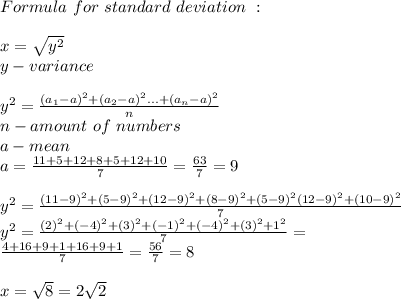 Formula for standard deviation :
x = \sqrt{y^2}
y - variance
y^2 = \frac{(a_1-a)^2+(a_2-a)^2...+(a_n-a)^2}{n}
n - amount of numbers
a - mean
a = \frac{11+5+12+8+5+12+10}{7} = \frac{63}{7} = 9
y^2 = \frac{(11-9)^2+(5-9)^2+(12-9)^2+(8-9)^2+(5-9)^2(12-9)^2+(10-9)^2}{7}
y^2 = \frac{(2)^2+(-4)^2+(3)^2+(-1)^2+(-4)^2+(3)^2+1^2}{7} =
\frac{4+16+9+1+16+9+1}{7} = \frac{56}{7} = 8
x = \sqrt{8} = 2\sqrt{2}